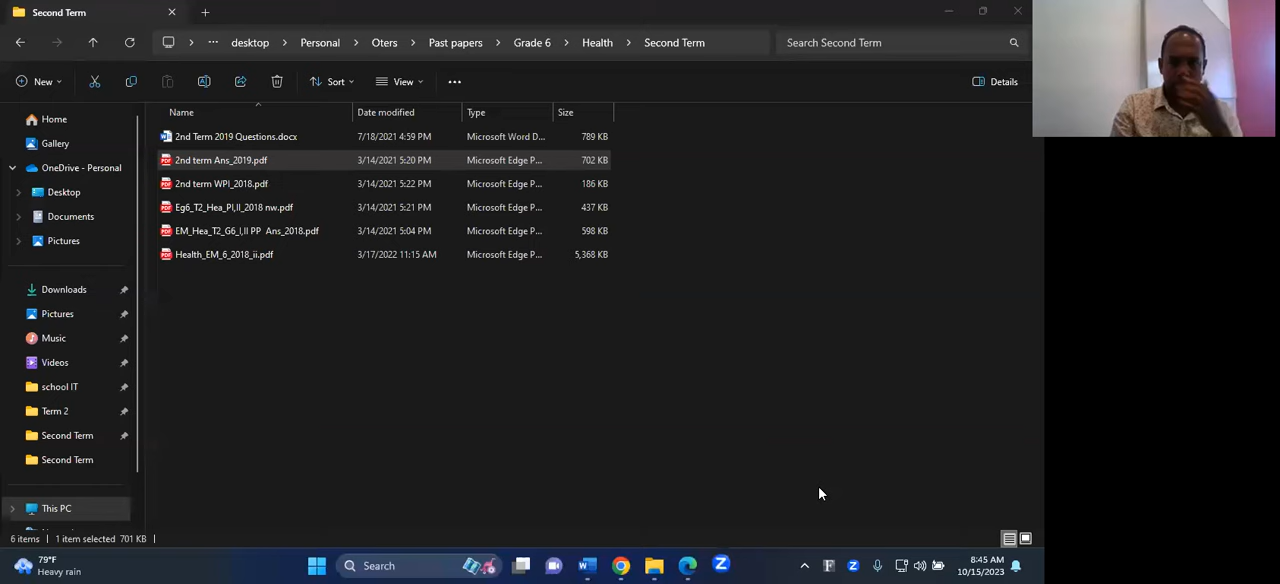 Second Term
desktop Personal Oters Past papers Grade 6 Health Second Term Search Second Term
New Sort View Details
Name Date modified Type Size
2nd Term 2019 Questions.docx 7/18/2021 4:59 PM Microsoft Word D... 789 KB
2nd term Ans_2019.pdf 3/14/2021 5:20 PM Microsoft Edge P... 702 KB
2nd term WPI_2018.pdf 3/14/2021 5:22 PM Microsoft Edge P... 186 KB
Eg6_T2_Hea_PI,II_2018 nw.pdf 3/14/2021 5:21 PM Microsoft Edge P... 437 KB
EM_Hea_T2_G6_I,II PP Ans_2018.pdf 3/14/2021 5:04 PM Microsoft Edge P... 598 KB
Health_EM_6_2018_ii.pdf 3/17/2022 11:15 AM Microsoft Edge P... 5,368 KB
Home
Gallery
OneDrive - Personal
Desktop
Documents
Pictures
Downloads
Pictures
Music
Videos
school IT
Term 2
Second Term
Second Term
This PC
6 items 1 item selected 701 KB
79°F
Heavy rain
Search
8:45 AM
10/15/2023